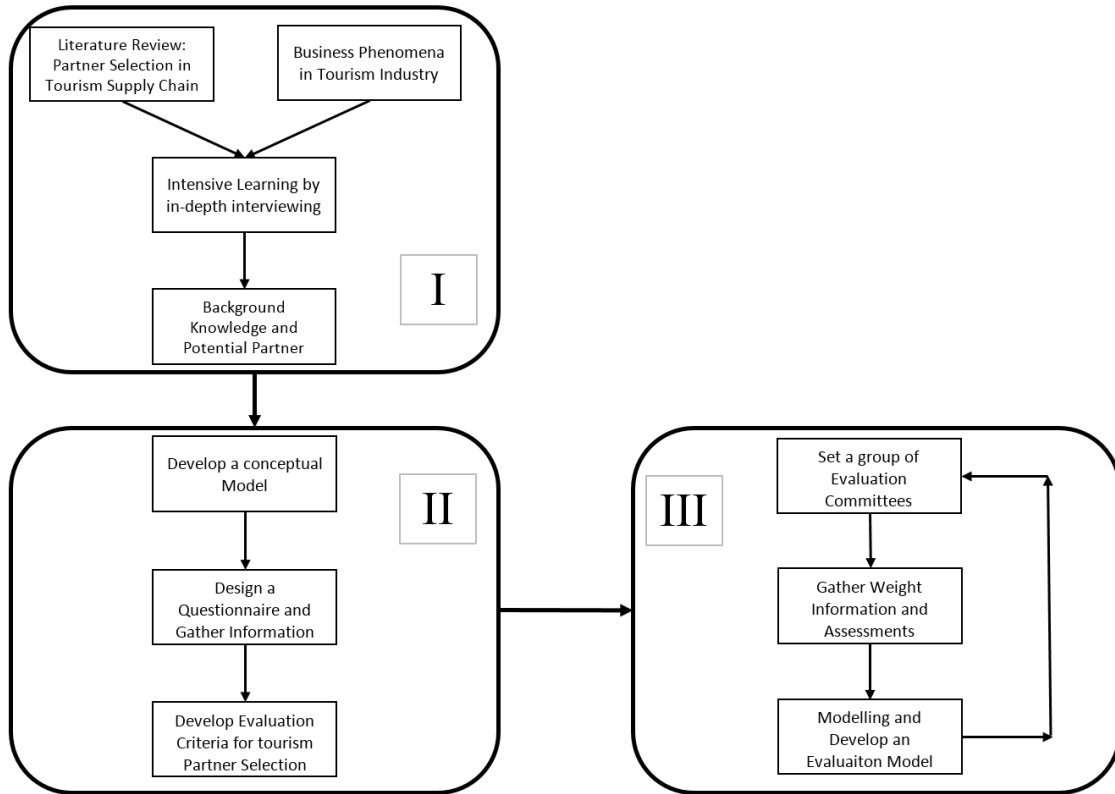 Literature Review:
Partner Selection in
Tourism Supply Chain
Business Phenomena
in Tourism Industry
Intensive Learning by
in-depth interviewing
I
Background
Knowledge and
Potential Partner
Develop a conceptual
Model
II
Design a
Questionnaire and
Gather Information
Develop Evaluation
Criteria for tourism
Partner Selection
Set a group of
Evaluation
Committees
III
Gather Weight
Information and
Assessments
Modelling and
Develop an
Evaluaiton Model